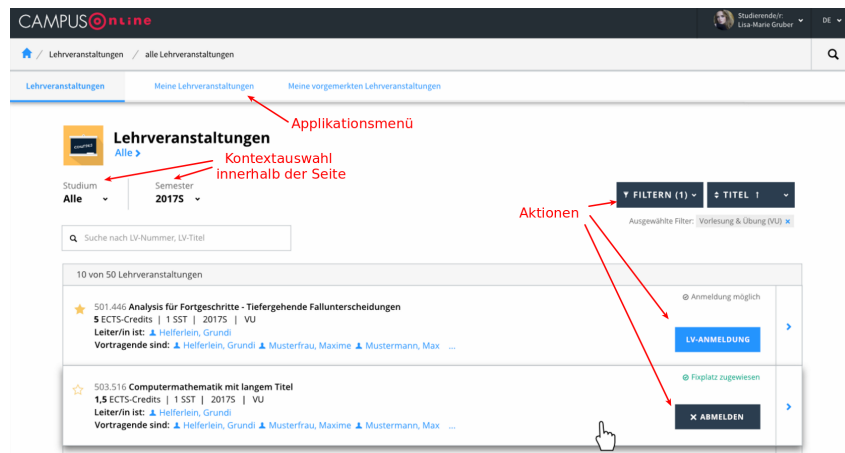 CAMPUSOnline
Studierende/r:
Lisa-Marie Gruber
DE
/ Lehrveranstaltungen / alle Lehrveranstaltungen
Lehrveranstaltungen Meine Lehrveranstaltungen Meine vorgemerkten Lehrveranstaltungen
Applikationsmenü
COURSE
Lehrveranstaltungen
Alle >
Kontextauswahl
innerhalb der Seite
Studium Semester
Alle 2017S
FILTERN (1) TITEL ↑
Aktionen
Ausgewählte Filter: Vorlesung & Übung (VU) ×
Suche nach LV-Nummer, LV-Titel
10 von 50 Lehrveranstaltungen
Anmeldung möglich
501.446 Analysis für Fortgeschritte - Tiefergehende Fallunterscheidungen
5 ECTS-Credits | 1 SST | 2017S | VU
Leiter/in ist: Helferlein, Grundi
LV-ANMELDUNG
Vortragende sind: Helferlein, Grundi Musterfrau, Maxime Mustermann, Max ...
Fixplatz zugewiesen
503.516 Computermathematik mit langem Titel
1,5 ECTS-Credits | 1 SST | 2017S | VU
Leiter/in ist: Helferlein, Grundi
× ABMELDEN
Vortragende sind: Helferlein, Grundi Musterfrau, Maxime Mustermann, Max ...